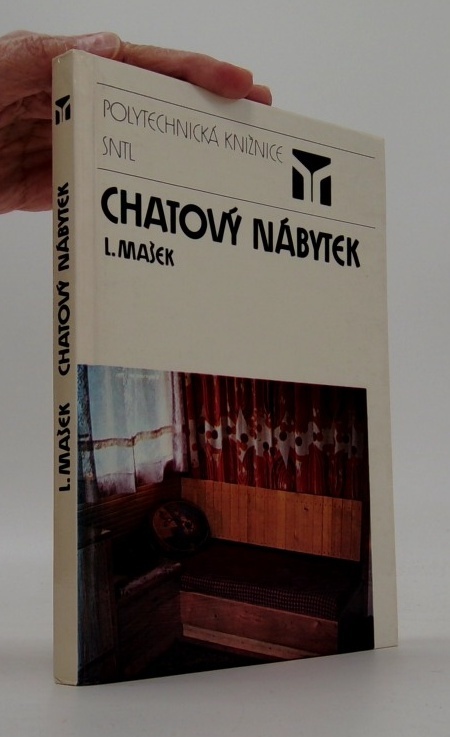 POLYTECHNICKÁ KNIŽNICE
SNTL
CHATOVÝ NÁBYTEK
L. MAŠEK
L. MAŠEK CHATOVÝ NÁBYTEK